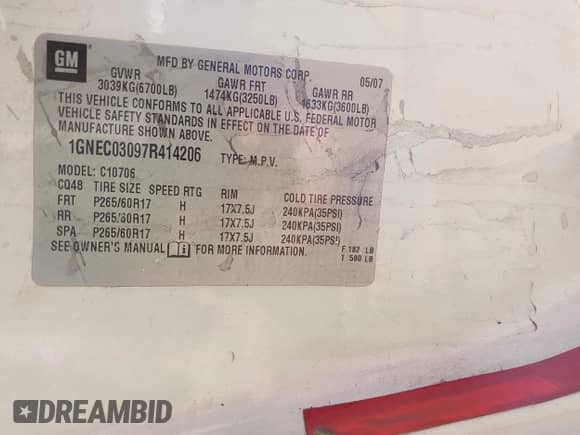 GM
MFD BY GENERAL MOTORS CORP. 05/07
GVWR GAWR FRT GAWR RR
3039KG(6700LB) 1474KG(3250LB) 1633KG(3600LB)
THIS VEHICLE CONFORMS TO ALL APPLICABLE U.S. FEDERAL MOTOR
VEHICLE SAFETY STANDARDS IN EFFECT ON THE DATE OF
MANUFACTURE SHOWN ABOVE.
1GNEC03097R414206 TYPE: M.P.V.
MODEL: C10706
CQ48 TIRE SIZE SPEED RTG RIM COLD TIRE PRESSURE
FRT P265/60R17 H 17X7.5J 240KPA(35PSI)
RR P265/60R17 H 17X7.5J 240KPA(35PSI)
SPA P265/60R17 H 17X7.5J 240KPA(35PSI)
SEE OWNER'S MANUAL FOR MORE INFORMATION.
F 182 LB
T 580 LB
DREAMBID